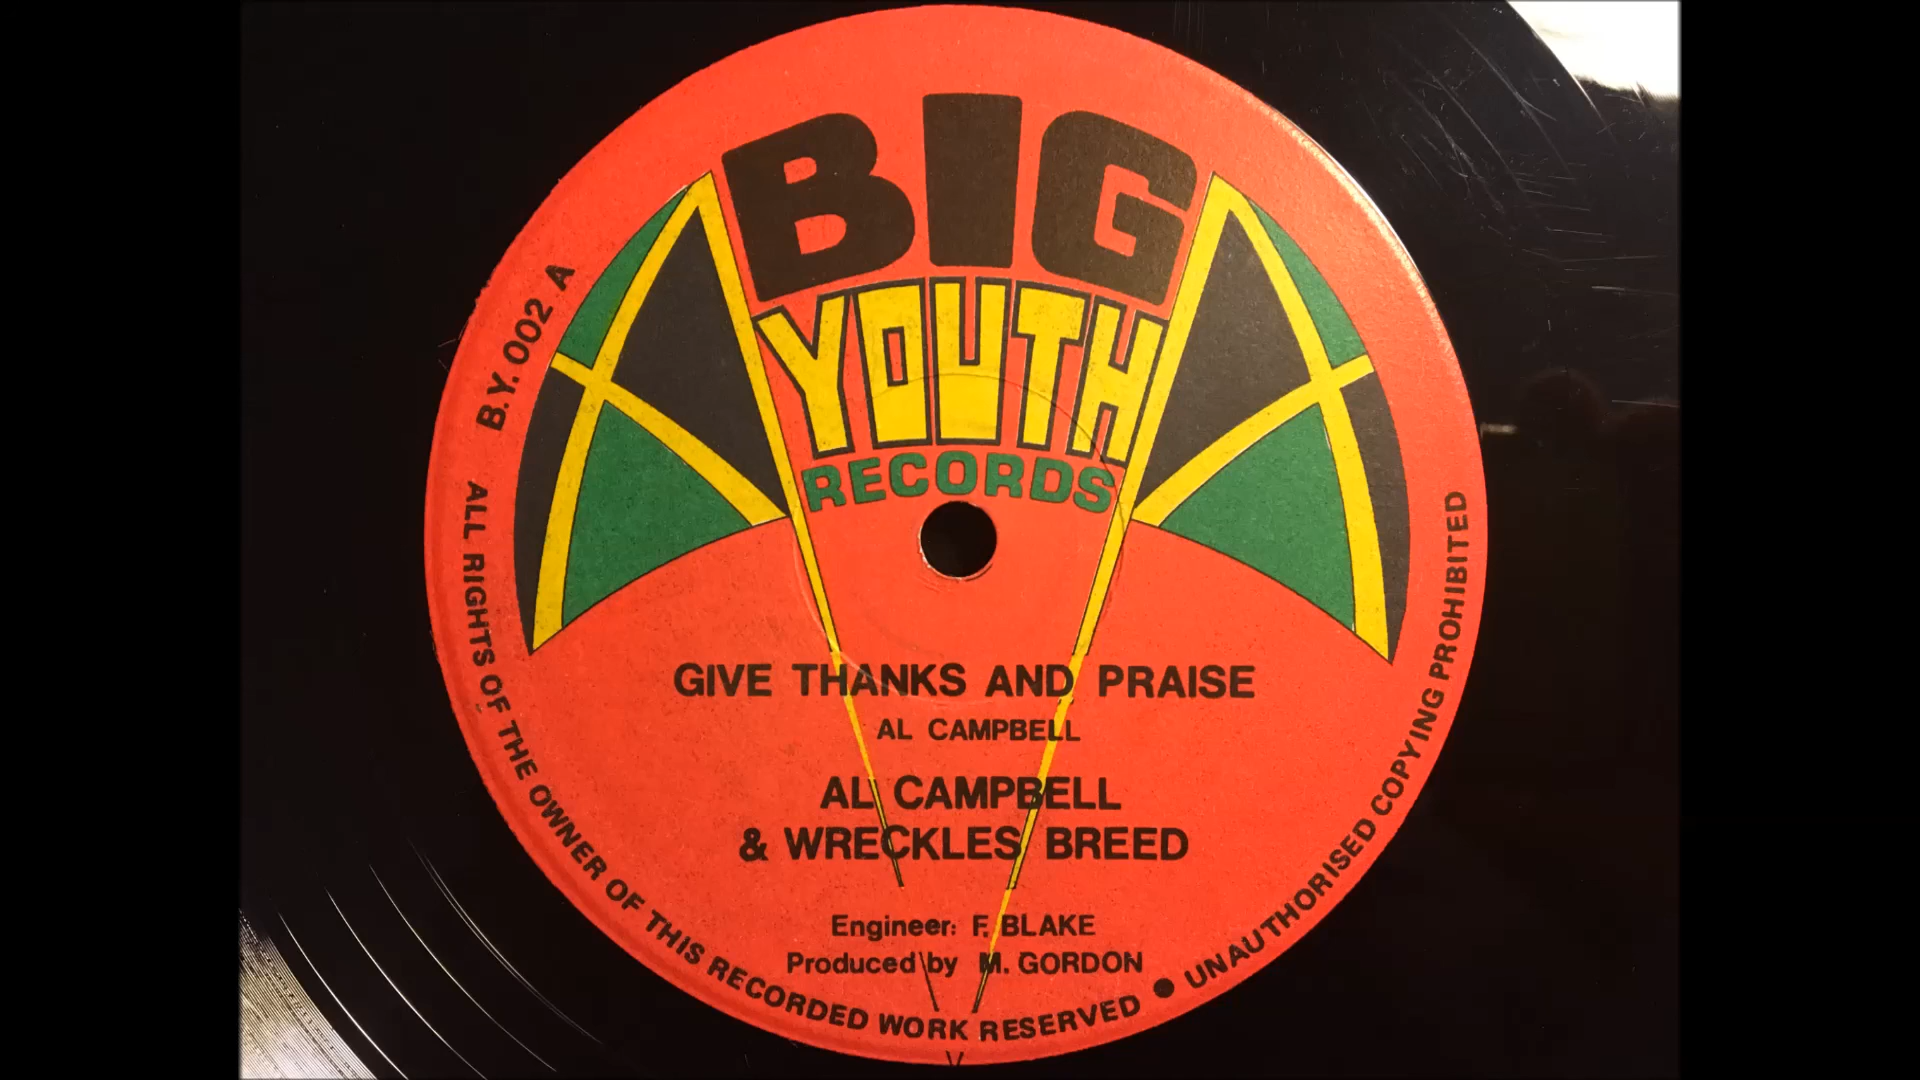 BIG
YOUTH
RECORDS
B.Y. 002 A
GIVE THANKS AND PRAISE
AL CAMPBELL
AL CAMPBELL
& WRECKLES BREED
Engineer: F. BLAKE
Produced by M. GORDON
ALL RIGHTS OF THE OWNER OF THIS RECORDED WORK RESERVED ● UNAUTHORISED COPYING PROHIBITED